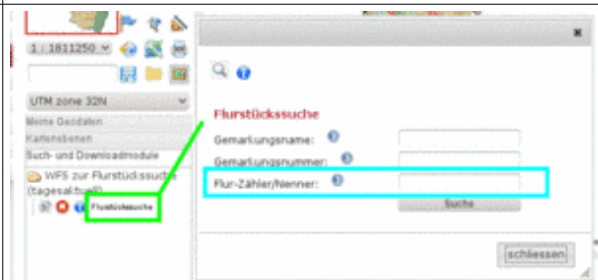 1 : 1811250
UTM zone 32N
Meine Geodaten
Kartenebenen
Such- und Downloadmodule
WFS zur Flurstückssuche
(tagesaktuell)
Flurstückssuche
Flurstückssuche
Gemarkungsname:
Gemarkungsnummer:
Flur-Zähler/Nenner:
Suche
schliessen